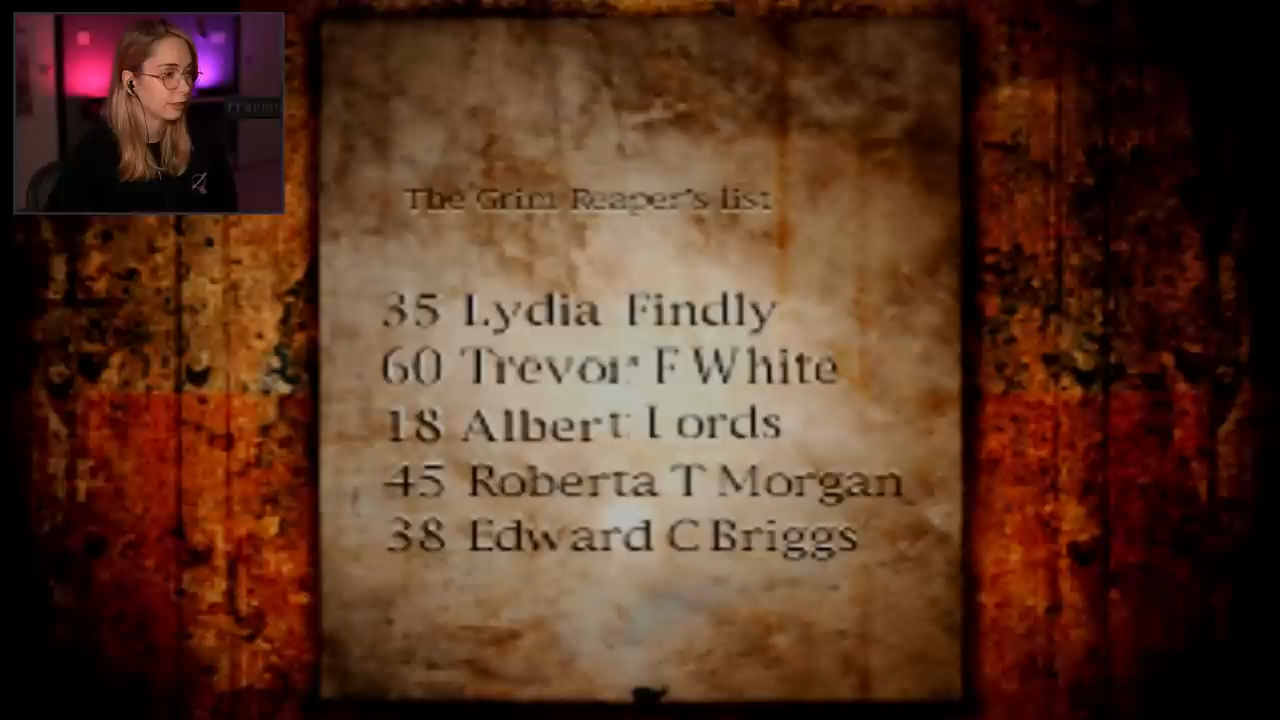 The Grim Reaper's list
35 Lydia Findly
60 Trevor F White
18 Albert Lords
45 Roberta T Morgan
38 Edward C Briggs